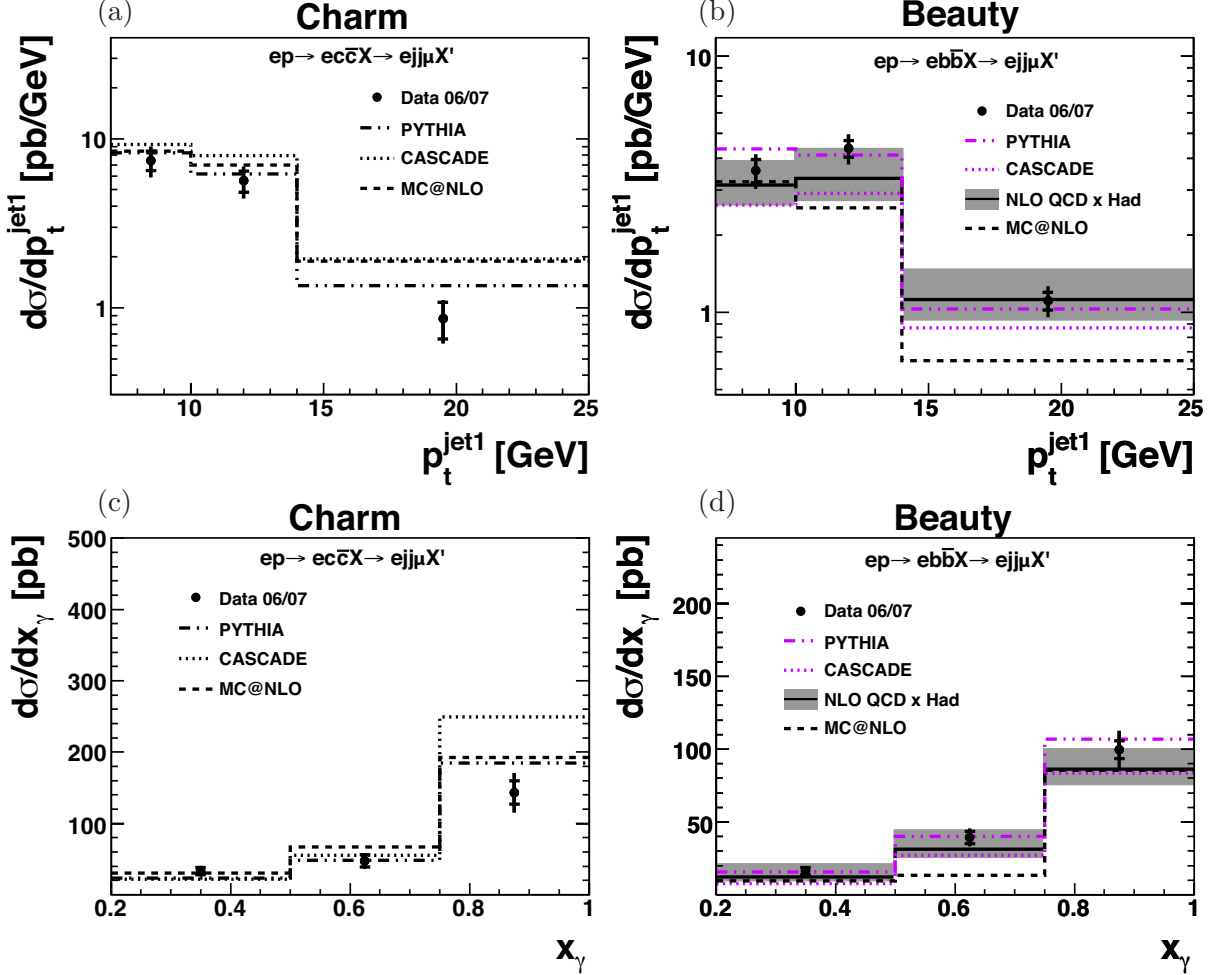 (a)
Charm
dσ/dp_t^jet1 [pb/GeV]
ep→ ecc̅X→ ejjμX'
Data 06/07
PYTHIA
CASCADE
MC@NLO
10
1
10
15
20
25
p_t^jet1 [GeV]
(b)
Beauty
dσ/dp_t^jet1 [pb/GeV]
ep→ ebb̅X→ ejjμX'
Data 06/07
PYTHIA
CASCADE
NLO QCD x Had
MC@NLO
10
1
10
15
20
25
p_t^jet1 [GeV]
(c)
Charm
dσ/dx_γ [pb]
ep→ ecc̅X→ ejjμX'
Data 06/07
PYTHIA
CASCADE
MC@NLO
500
400
300
200
100
0.2
0.4
0.6
0.8
1
x_γ
(d)
Beauty
dσ/dx_γ [pb]
ep→ ebb̅X→ ejjμX'
Data 06/07
PYTHIA
CASCADE
NLO QCD x Had
MC@NLO
200
150
100
50
0
0.2
0.4
0.6
0.8
1
x_γ